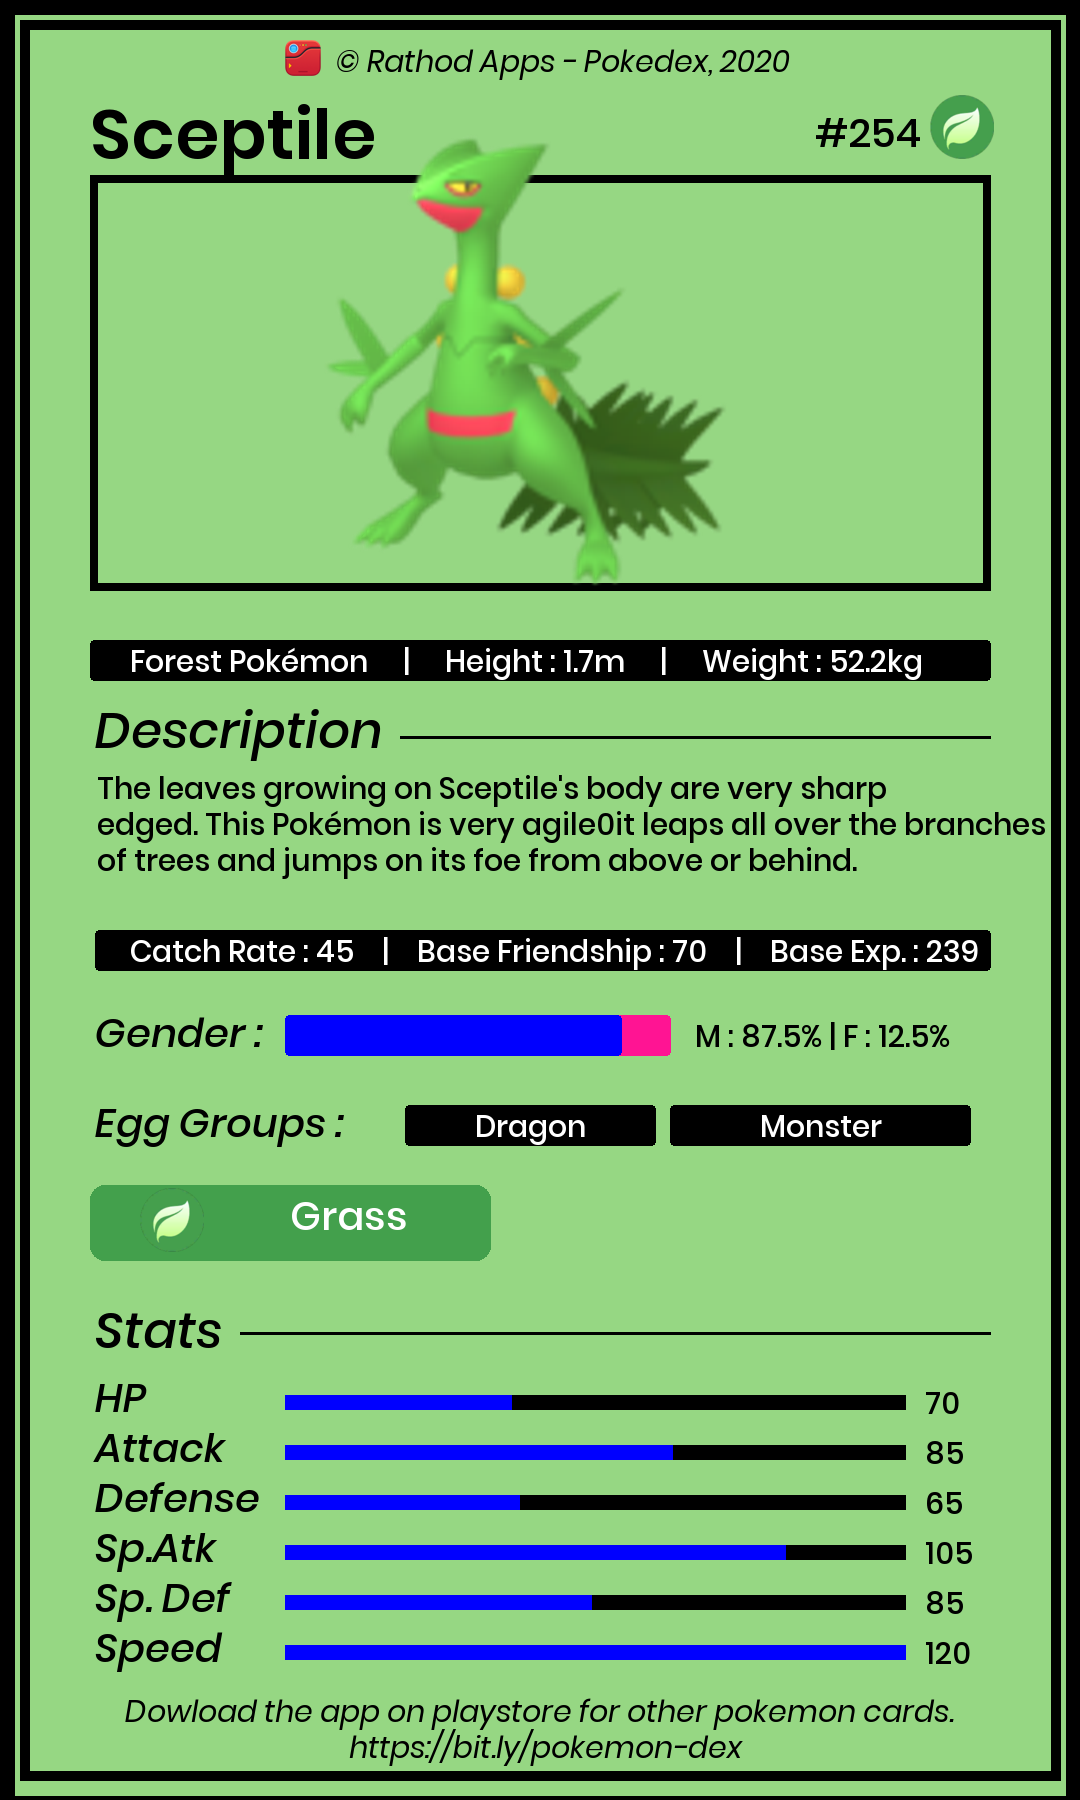 © Rathod Apps - Pokedex, 2020
Sceptile
#254
Forest Pokémon | Height : 1.7m | Weight : 52.2kg
Description
The leaves growing on Sceptile's body are very sharp
edged. This Pokémon is very agile0it leaps all over the branches
of trees and jumps on its foe from above or behind.
Catch Rate : 45 | Base Friendship : 70 | Base Exp. : 239
Gender : M : 87.5% | F : 12.5%
Egg Groups : Dragon Monster
Grass
Stats
HP 70
Attack 85
Defense 65
Sp.Atk 105
Sp. Def 85
Speed 120
Dowload the app on playstore for other pokemon cards.
https://bit.ly/pokemon-dex